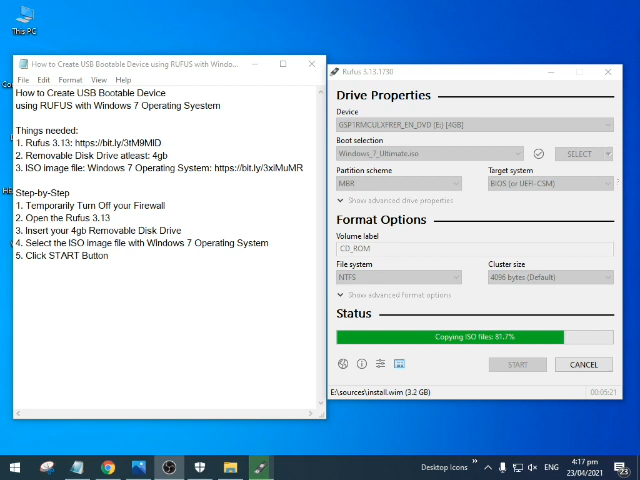 This PC
How to Create USB Bootable Device using RUFUS with Windo...
File Edit Format View Help
How to Create USB Bootable Device
using RUFUS with Windows 7 Operating Syestem
Things needed:
1. Rufus 3.13: https://bit.ly/3tM9MlD
2. Removable Disk Drive atleast: 4gb
3. ISO image file: Windows 7 Operating System: https://bit.ly/3xiMuMR
Step-by-Step
1. Temporarily Turn Off your Firewall
2. Open the Rufus 3.13
3. Insert your 4gb Removable Disk Drive
4. Select the ISO image file with Windows 7 Operating System
5. Click START Button
Rufus 3.13.1730
Drive Properties
Device
GSP1RMCULXFRER_EN_DVD (E:) [4GB]
Boot selection
Windows_7_Ultimate.iso
SELECT
Partition scheme
Target system
MBR
BIOS (or UEFI-CSM)
?
Show advanced drive properties
Format Options
Volume label
CD_ROM
File system
Cluster size
NTFS
4096 bytes (Default)
Show advanced format options
Status
Copying ISO files: 81.7%
START
CANCEL
E:\sources\install.wim (3.2 GB)
00:05:21
Desktop icons
ENG
4:17 pm
23/04/2021
23